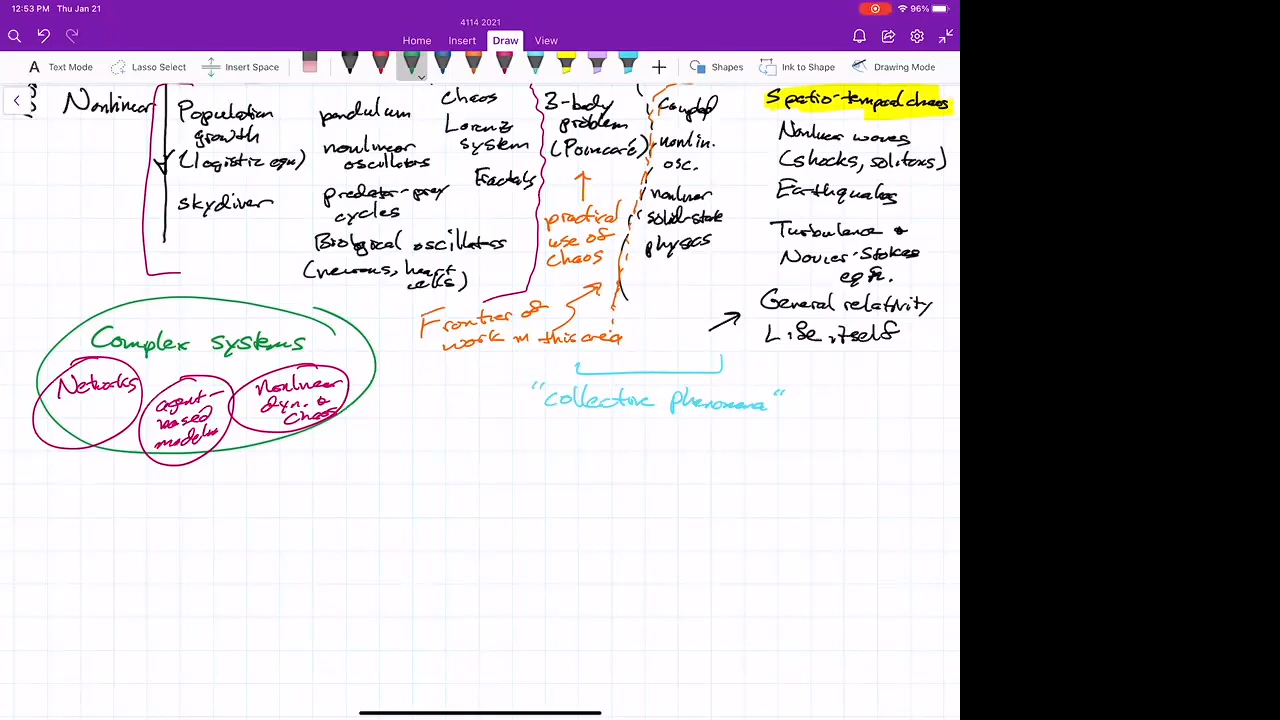 12:53 PM Thu Jan 21
96%
4114 2021
Home Insert Draw View
A Text Mode Lasso Select Insert Space Shapes Ink to Shape Drawing Mode
Nonlinear
Population
growth
(logistic eqn)
skydiver
pendulum
nonlinear
oscillators
predator-prey
cycles
Biological oscillators
(neurons, heart
cells)
chaos
Lorenz
system
Fractals
3-body
problem
(Poincaré)
practical
use of
chaos
Frontier of
work in this area
Coupled
nonlin.
osc.
nonlinear
solid-state
physics
Spatio-temporal chaos
Nonlinear waves
(shocks, solitons)
Earthquakes
Turbulence &
Navier-Stokes
eqn.
General relativity
Life itself
"collective phenomena"
Complex systems
Networks
agent-
based
models
Nonlinear
dyn. &
chaos